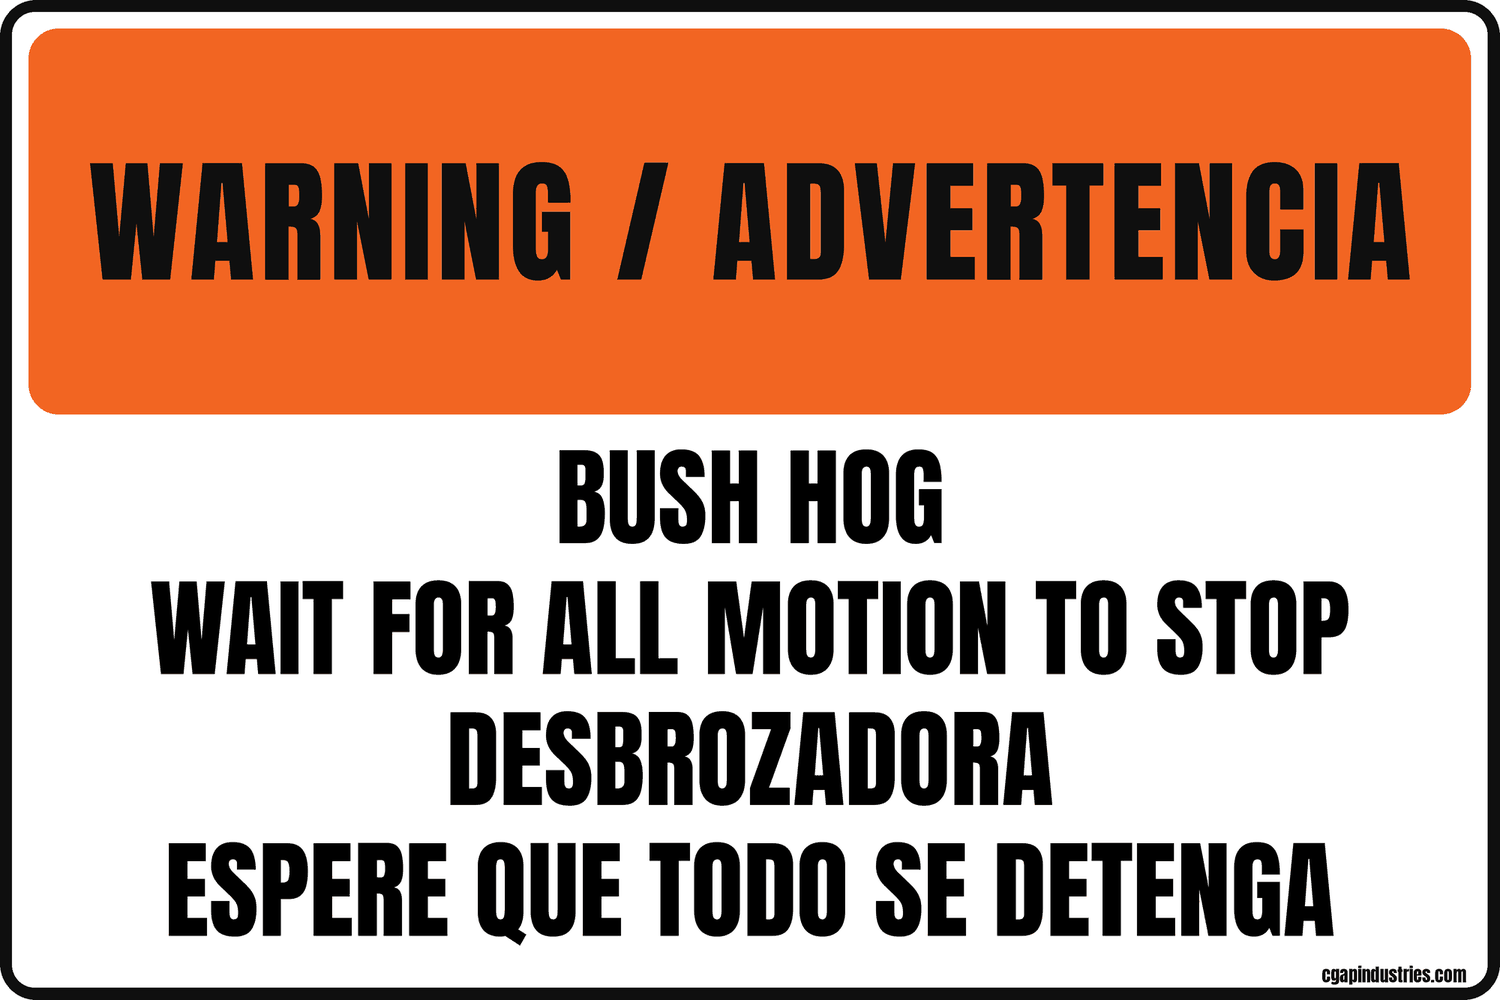 WARNING / ADVERTENCIA
BUSH HOG
WAIT FOR ALL MOTION TO STOP
DESBROZADORA
ESPERE QUE TODO SE DETENGA
cgapindustries.com